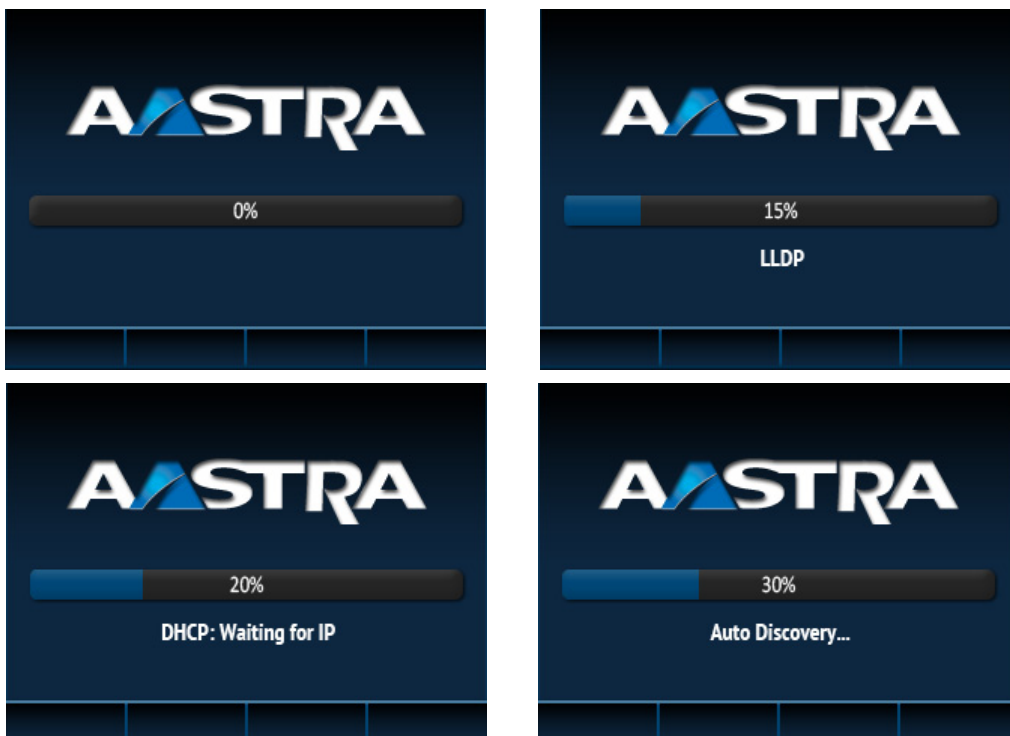 AASTRA
0%
AASTRA
15%
LLDP
AASTRA
20%
DHCP: Waiting for IP
AASTRA
30%
Auto Discovery...